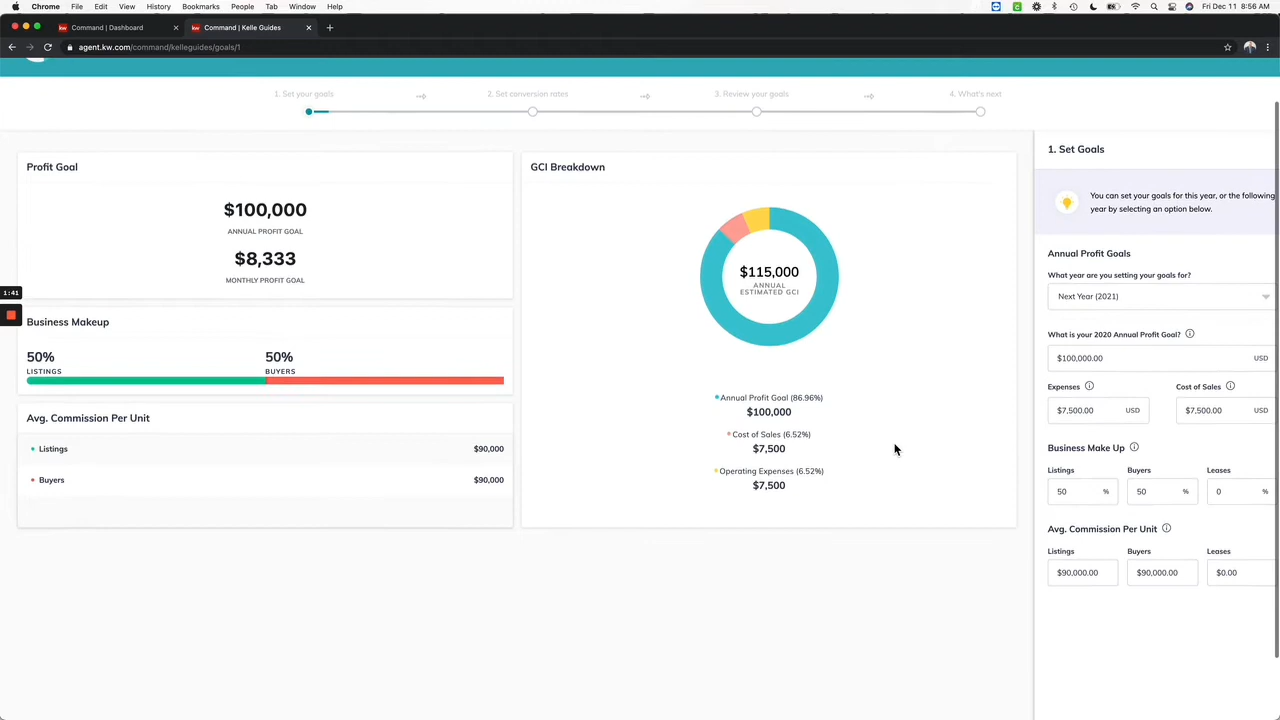 Chrome File Edit View History Bookmarks People Tab Window Help Fri Dec 11 8:56 AM
kw Command | Dashboard × kw Command | Kelle Guides × +
agent.kw.com/command/kelleguides/goals/1
1. Set your goals 2. Set conversion rates 3. Review your goals 4. What's next
Profit Goal
$100,000
ANNUAL PROFIT GOAL
$8,333
MONTHLY PROFIT GOAL
1:41
Business Makeup
50% 50%
LISTINGS BUYERS
Avg. Commission Per Unit
Listings $90,000
Buyers $90,000
GCI Breakdown
$115,000
ANNUAL
ESTIMATED GCI
Annual Profit Goal (86.96%)
$100,000
Cost of Sales (6.52%)
$7,500
Operating Expenses (6.52%)
$7,500
1. Set Goals
You can set your goals for this year, or the following
year by selecting an option below.
Annual Profit Goals
What year are you setting your goals for?
Next Year (2021)
What is your 2020 Annual Profit Goal?
$100,000.00 USD
Expenses Cost of Sales
$7,500.00 USD $7,500.00 USD
Business Make Up
Listings Buyers Leases
50 % 50 % 0 %
Avg. Commission Per Unit
Listings Buyers Leases
$90,000.00 $90,000.00 $0.00